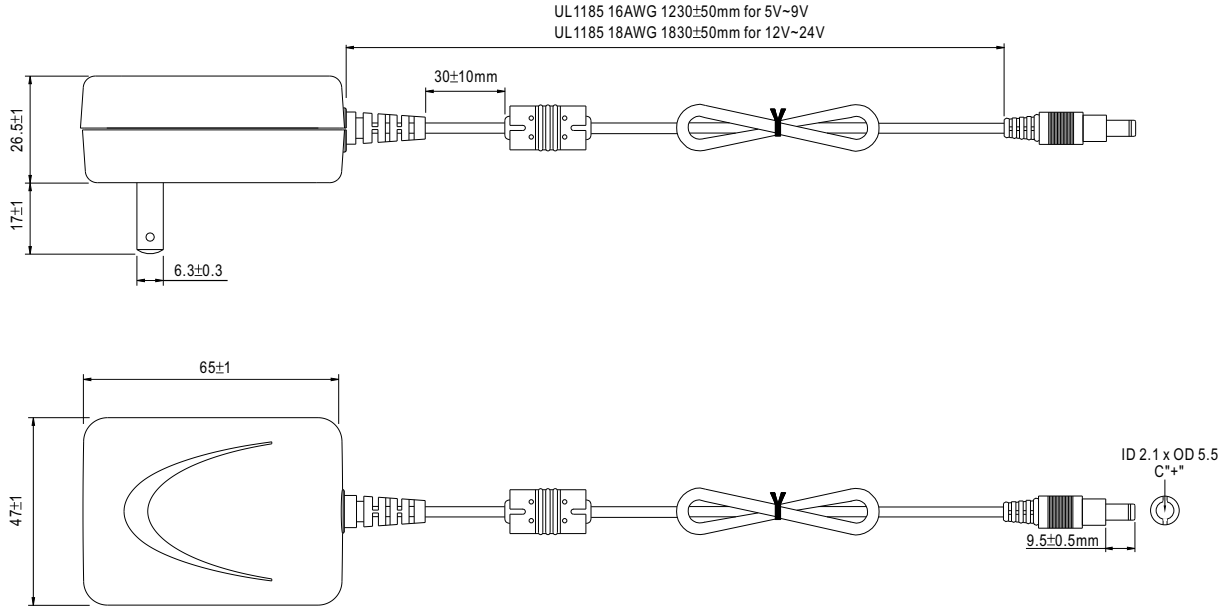 UL1185 16AWG 1230±50mm for 5V~9V
UL1185 18AWG 1830±50mm for 12V~24V
30±10mm
26.5±1
17±1
6.3±0.3
65±1
47±1
ID 2.1 x OD 5.5
C"+"
9.5±0.5mm